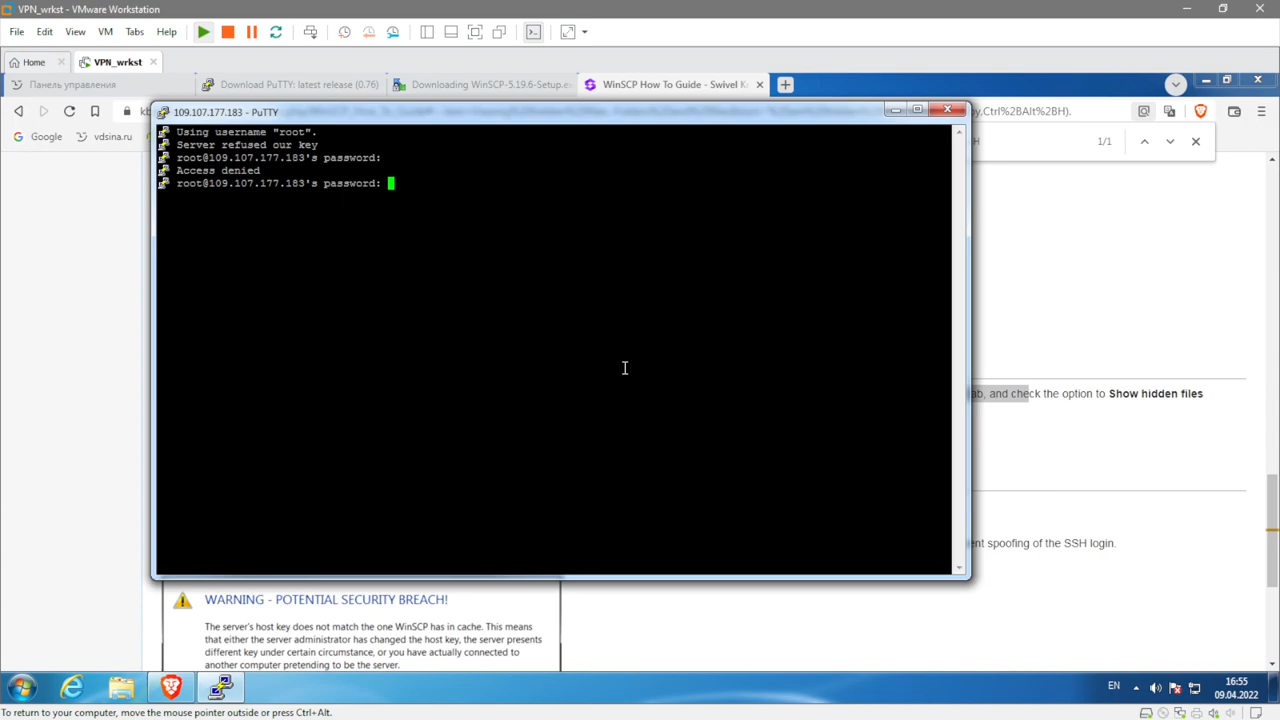 VPN_wrkst - VMware Workstation
File Edit View VM Tabs Help
Home VPN_wrkst
Панель управления Download PuTTY: latest release (0.76) Downloading WinSCP-5.19.6-Setup.ex WinSCP How To Guide - Swivel K
Ctrl%2BAlt%2BH).
Google vdsina.ru H 1/1
109.107.177.183 - PuTTY
Using username "root".
Server refused our key
root@109.107.177.183's password:
Access denied
root@109.107.177.183's password:
ab, and check the option to Show hidden files
ent spoofing of the SSH login.
WARNING - POTENTIAL SECURITY BREACH!
The server's host key does not match the one WinSCP has in cache. This means
that either the server administrator has changed the host key, the server presents
different key under certain circumstance, or you have actually connected to
another computer pretending to be the server.
EN 16:55
09.04.2022
To return to your computer, move the mouse pointer outside or press Ctrl+Alt.